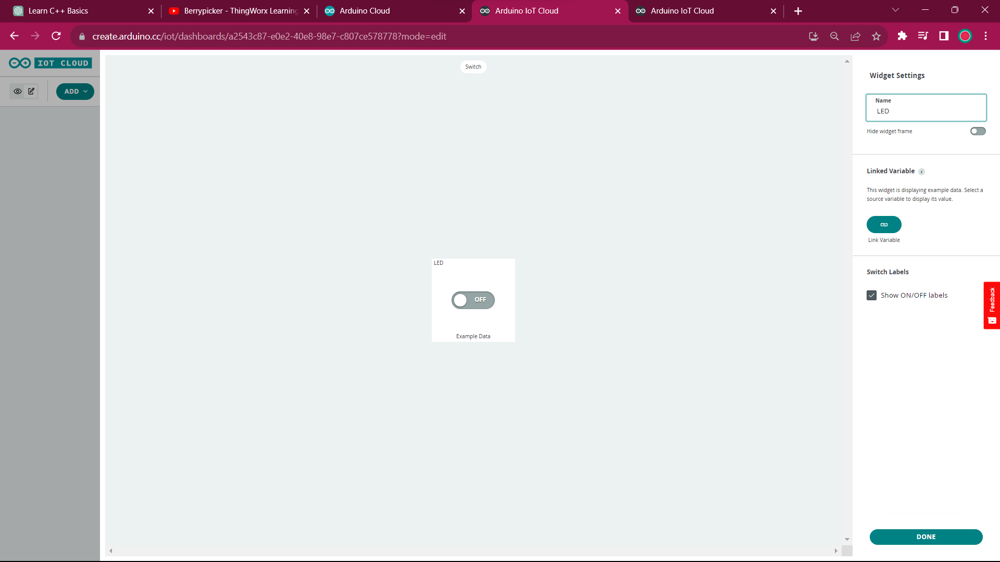 Learn C++ Basics
Berrypicker - ThingWorx Learning
Arduino Cloud
Arduino IoT Cloud
Arduino IoT Cloud
create.arduino.cc/iot/dashboards/a2543c87-e0e2-40e8-98e7-c807ce578778?mode=edit
IOT CLOUD
ADD
Switch
LED
OFF
Example Data
Widget Settings
Name
LED
Hide widget frame
Linked Variable i
This widget is displaying example data. Select a
source variable to display its value.
Link Variable
Switch Labels
Show ON/OFF labels
Feedback
DONE